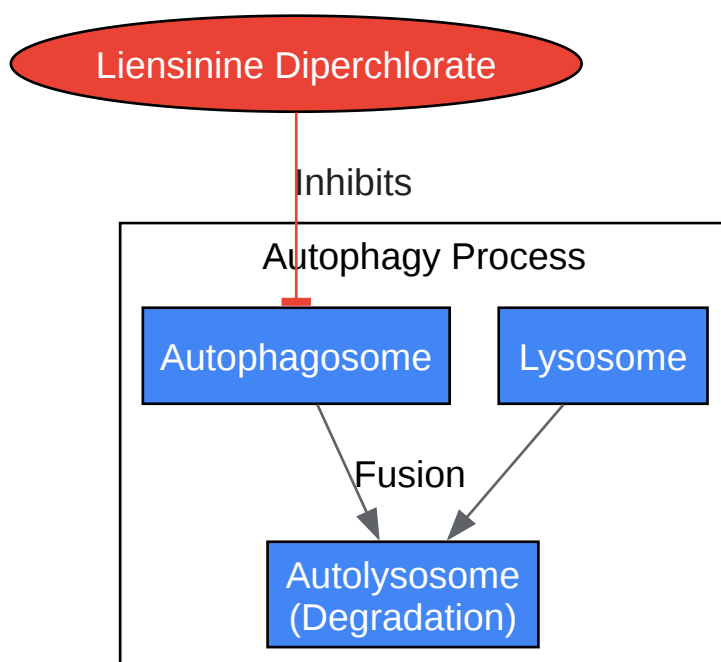 Liensinine Diperchlorate
Inhibits
Autophagy Process
Autophagosome
Lysosome
Fusion
Autolysosome
(Degradation)